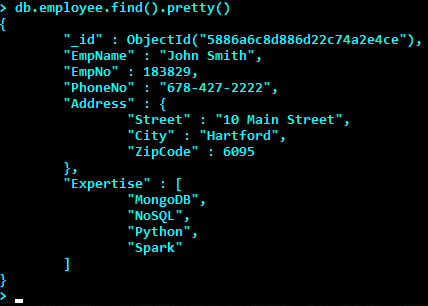 > db.employee.find().pretty()
{
        "_id" : ObjectId("5886a6c8d886d22c74a2e4ce"),
        "EmpName" : "John Smith",
        "EmpNo" : 183829,
        "PhoneNo" : "678-427-2222",
        "Address" : {
                "Street" : "10 Main Street",
                "City" : "Hartford",
                "ZipCode" : 6095
        },
        "Expertise" : [
                "MongoDB",
                "NoSQL",
                "Python",
                "Spark"
        ]
}
>